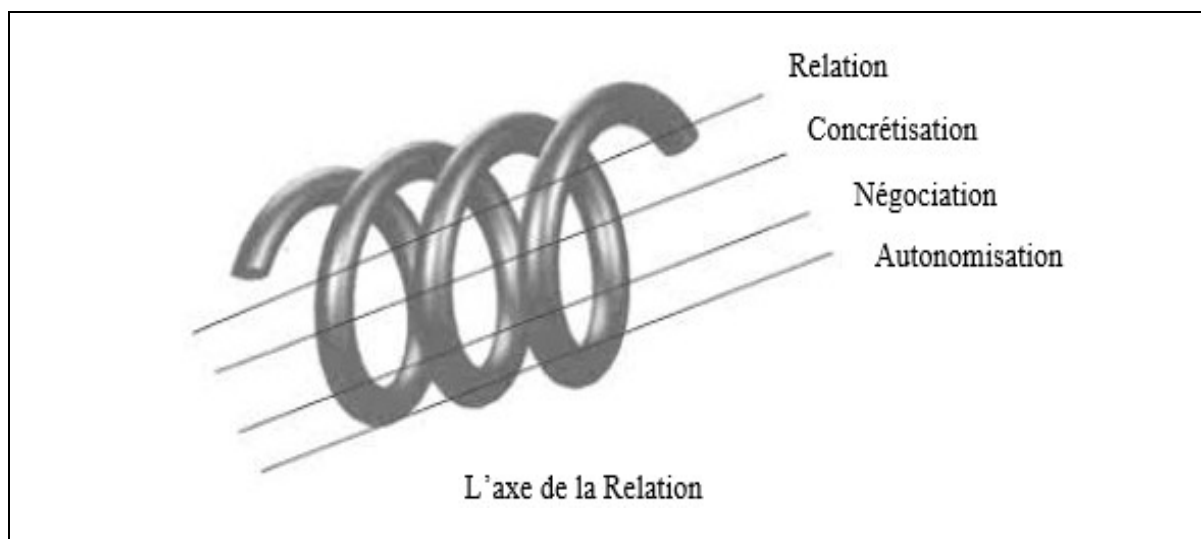 Relation
Concrétisation
Négociation
Autonomisation
L'axe de la Relation